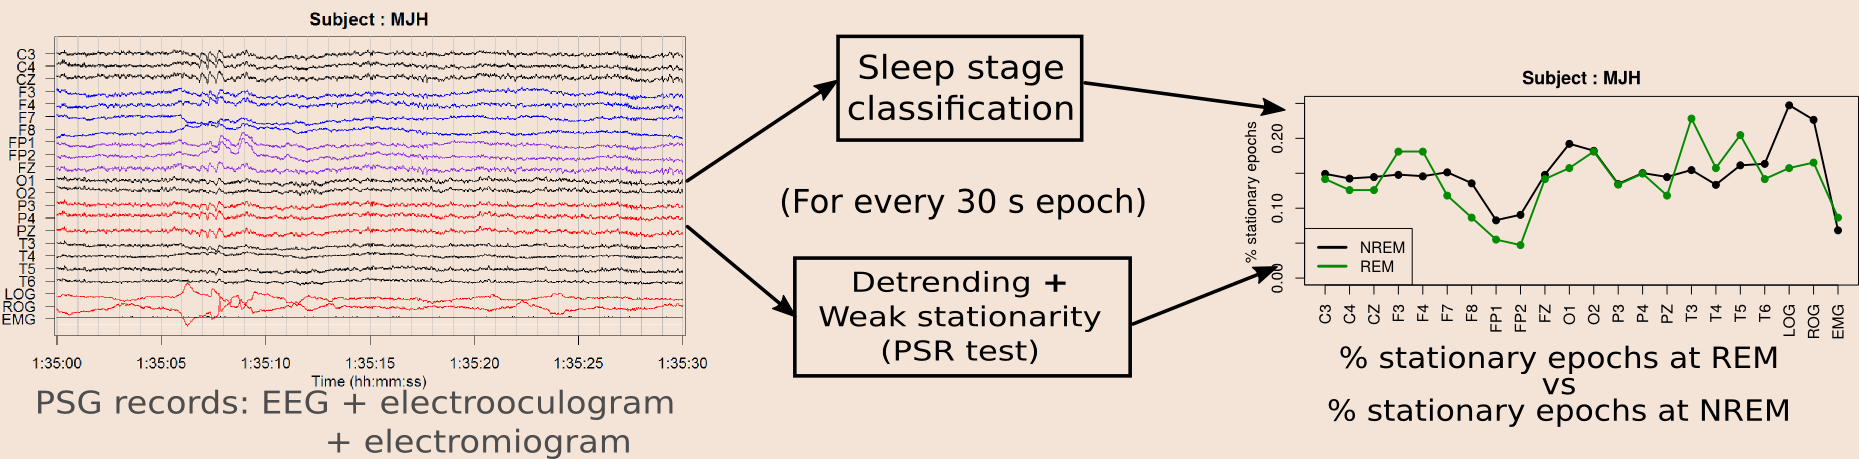 Subject : MJH
C3
C4
CZ
F3
F4
F7
F8
FP1
FP2
FZ
O1
O2
P3
P4
PZ
T3
T4
T5
T6
LOG
ROG
EMG
1:35:00 1:35:05 1:35:10 1:35:15 1:35:20 1:35:25 1:35:30
Time (hh:mm:ss)
PSG records: EEG + electrooculogram
+ electromiogram
Sleep stage
classification
(For every 30 s epoch)
Detrending +
Weak stationarity
(PSR test)
Subject : MJH
% stationary epochs
0.20
0.10
0.00
NREM
REM
C3 C4 CZ F3 F4 F7 F8 FP1 FP2 FZ O1 O2 P3 P4 PZ T3 T4 T5 T6 LOG ROG EMG
% stationary epochs at REM
vs
% stationary epochs at NREM